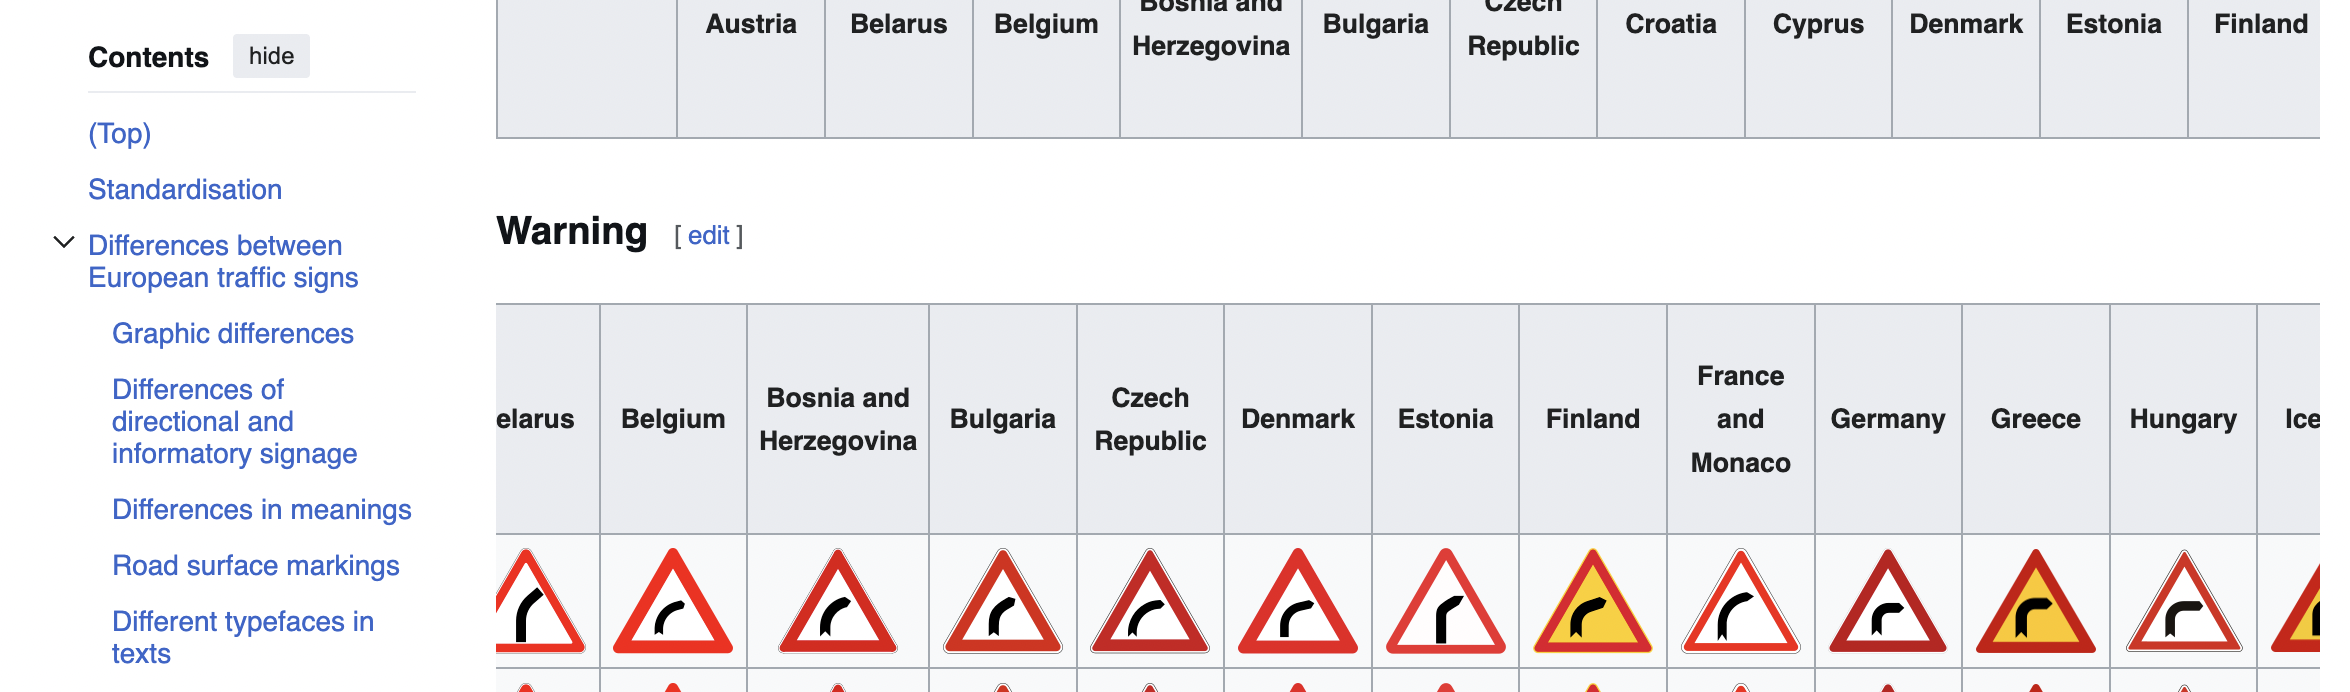 Contents hide
(Top)
Standardisation
Differences between
European traffic signs
Graphic differences
Differences of
directional and
informatory signage
Differences in meanings
Road surface markings
Different typefaces in
texts
Austria
Belarus
Belgium
Bosnia and
Herzegovina
Bulgaria
Czech
Republic
Croatia
Cyprus
Denmark
Estonia
Finland
Warning [ edit ]
elarus
Belgium
Bosnia and
Herzegovina
Bulgaria
Czech
Republic
Denmark
Estonia
Finland
France
and
Monaco
Germany
Greece
Hungary
Ice